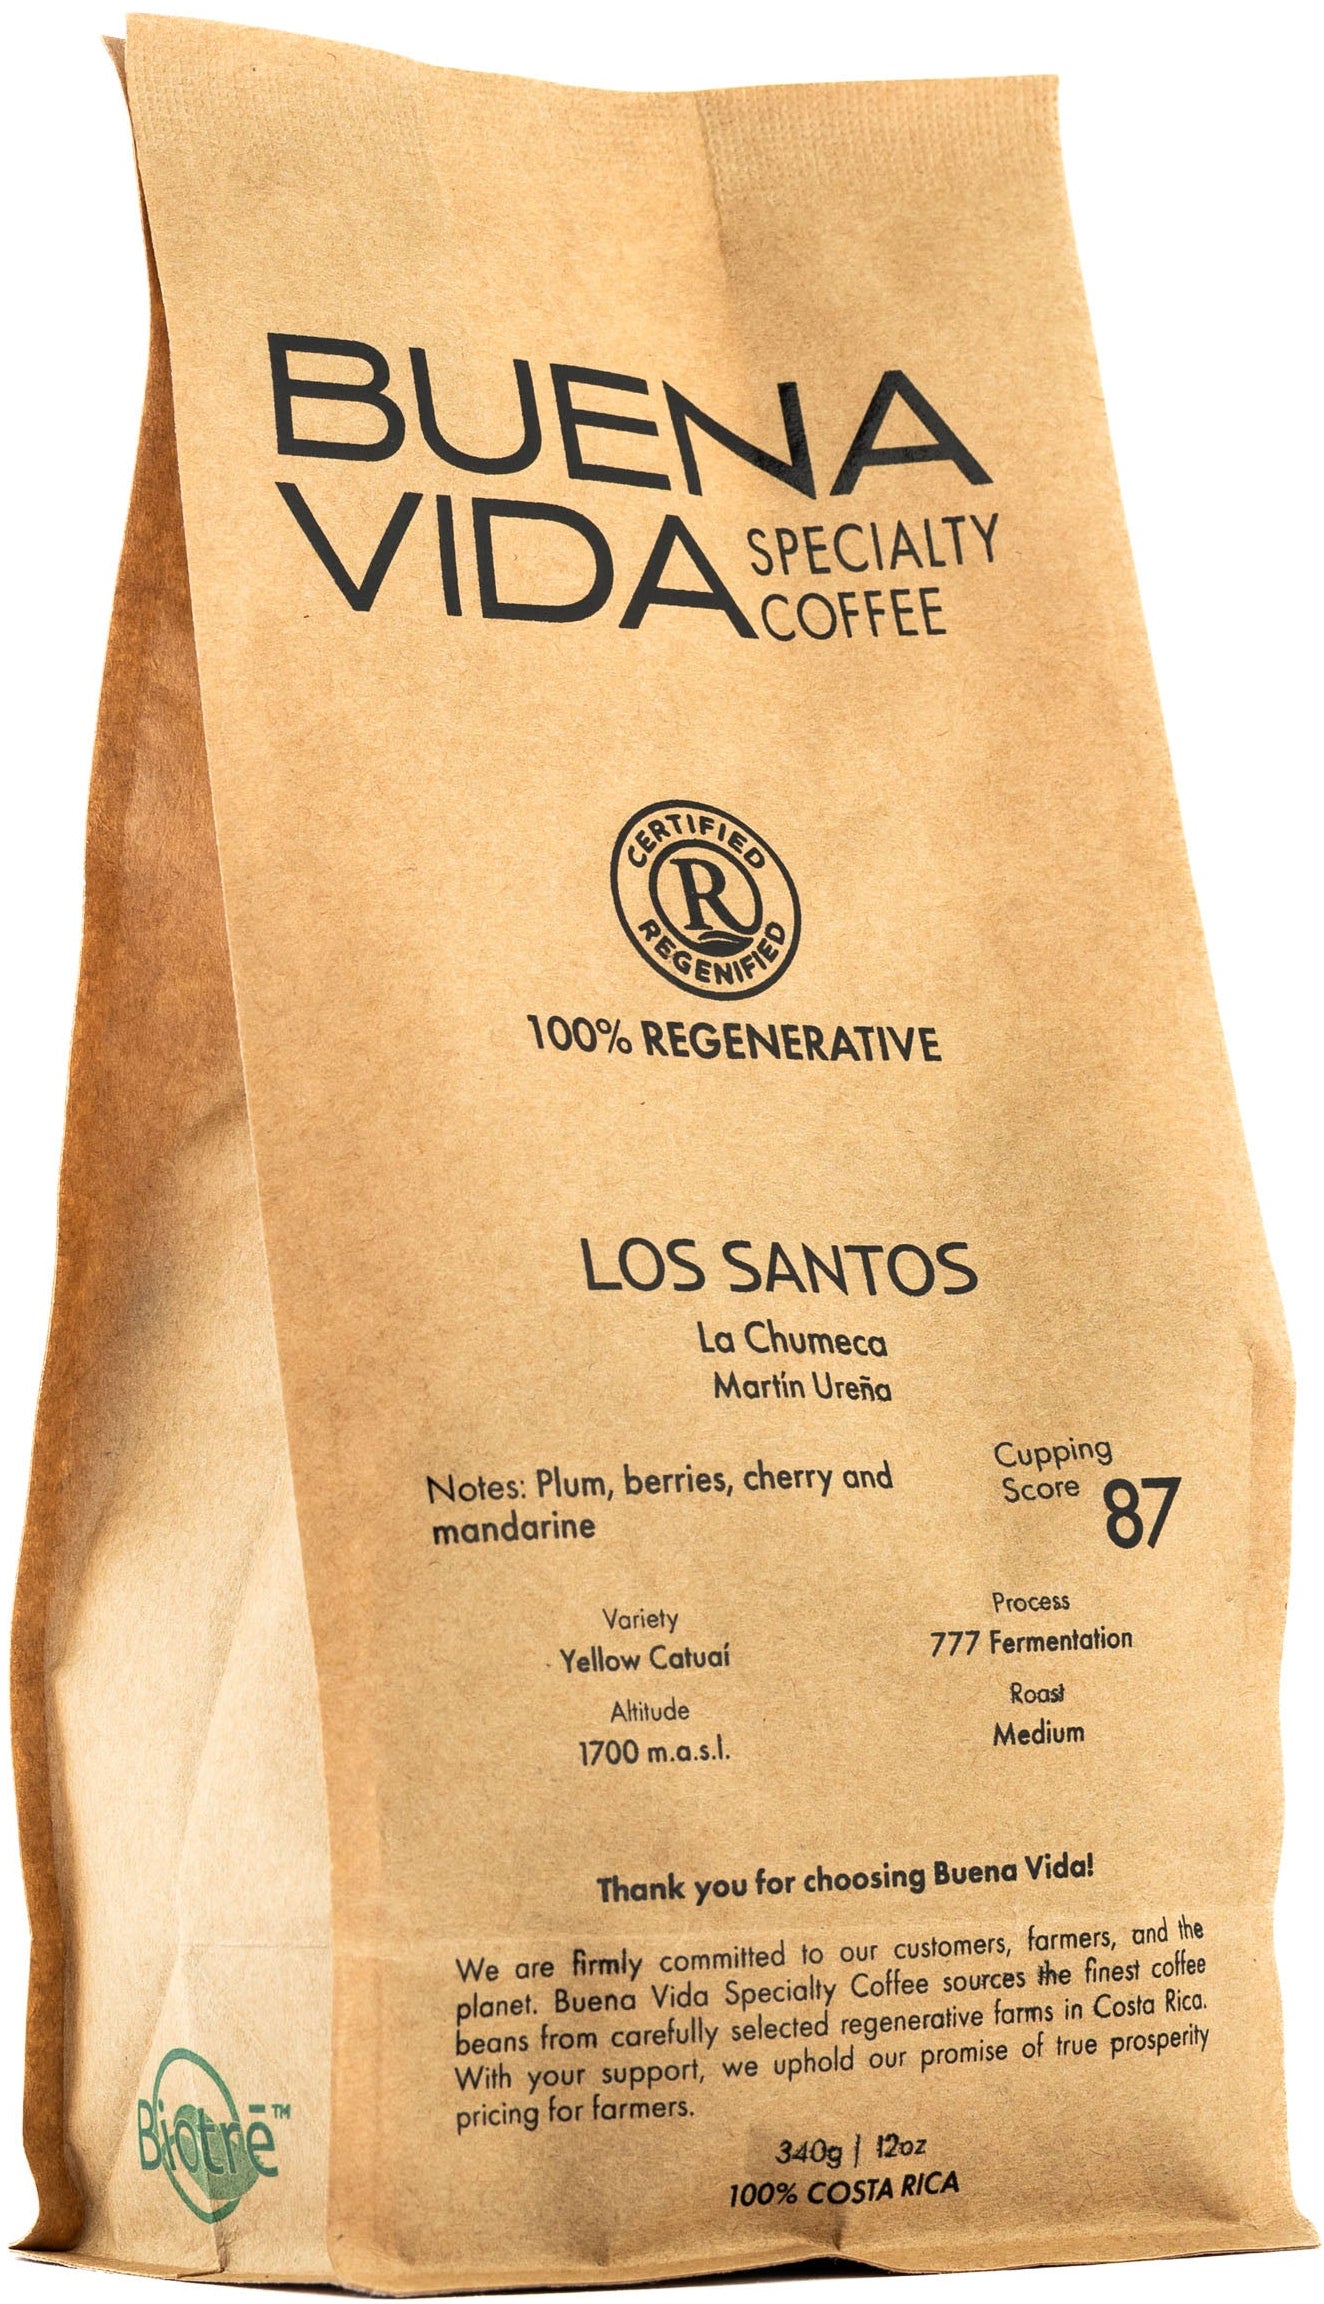 BUENA
VIDA SPECIALTY
COFFEE
CERTIFIED
R
REGENIFIED
100% REGENERATIVE
LOS SANTOS
La Chumeca
Martín Ureña
Notes: Plum, berries, cherry and
mandarine
Cupping
Score 87
Variety
Yellow Catuaí
Process
777 Fermentation
Altitude
1700 m.a.s.l.
Roast
Medium
Thank you for choosing Buena Vida!
We are firmly committed to our customers, farmers, and the
planet. Buena Vida Specialty Coffee sources the finest coffee
beans from carefully selected regenerative farms in Costa Rica.
With your support, we uphold our promise of true prosperity
pricing for farmers.
340g | 12oz
100% COSTA RICA
Biotrē™